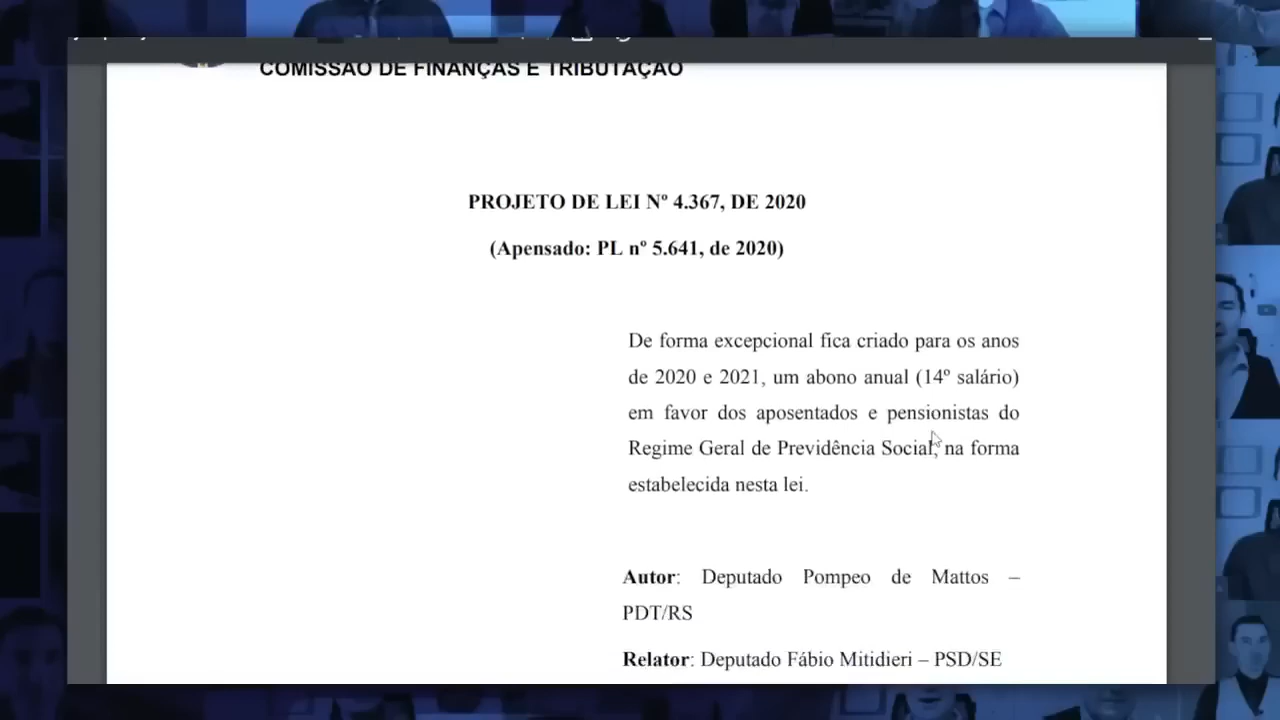 COMISSÃO DE FINANÇAS E TRIBUTAÇÃO
PROJETO DE LEI Nº 4.367, DE 2020
(Apensado: PL nº 5.641, de 2020)
De forma excepcional fica criado para os anos
de 2020 e 2021, um abono anual (14º salário)
em favor dos aposentados e pensionistas do
Regime Geral de Previdência Social, na forma
estabelecida nesta lei.
Autor: Deputado Pompeo de Mattos –
PDT/RS
Relator: Deputado Fábio Mitidieri – PSD/SE